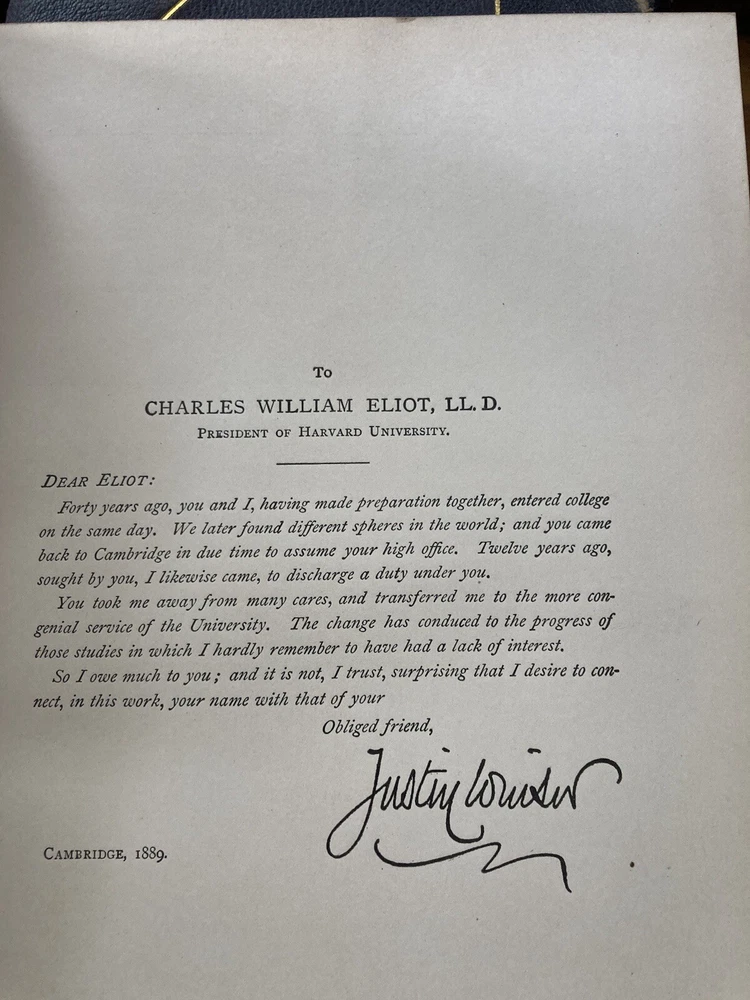 To
CHARLES WILLIAM ELIOT, LL. D.
PRESIDENT OF HARVARD UNIVERSITY.
DEAR ELIOT:
Forty years ago, you and I, having made preparation together, entered college
on the same day. We later found different spheres in the world; and you came
back to Cambridge in due time to assume your high office. Twelve years ago,
sought by you, I likewise came, to discharge a duty under you.
You took me away from many cares, and transferred me to the more con-
genial service of the University. The change has conduced to the progress of
those studies in which I hardly remember to have had a lack of interest.
So I owe much to you; and it is not, I trust, surprising that I desire to con-
nect, in this work, your name with that of your
Obliged friend,
Justin Winsor
CAMBRIDGE, 1889.